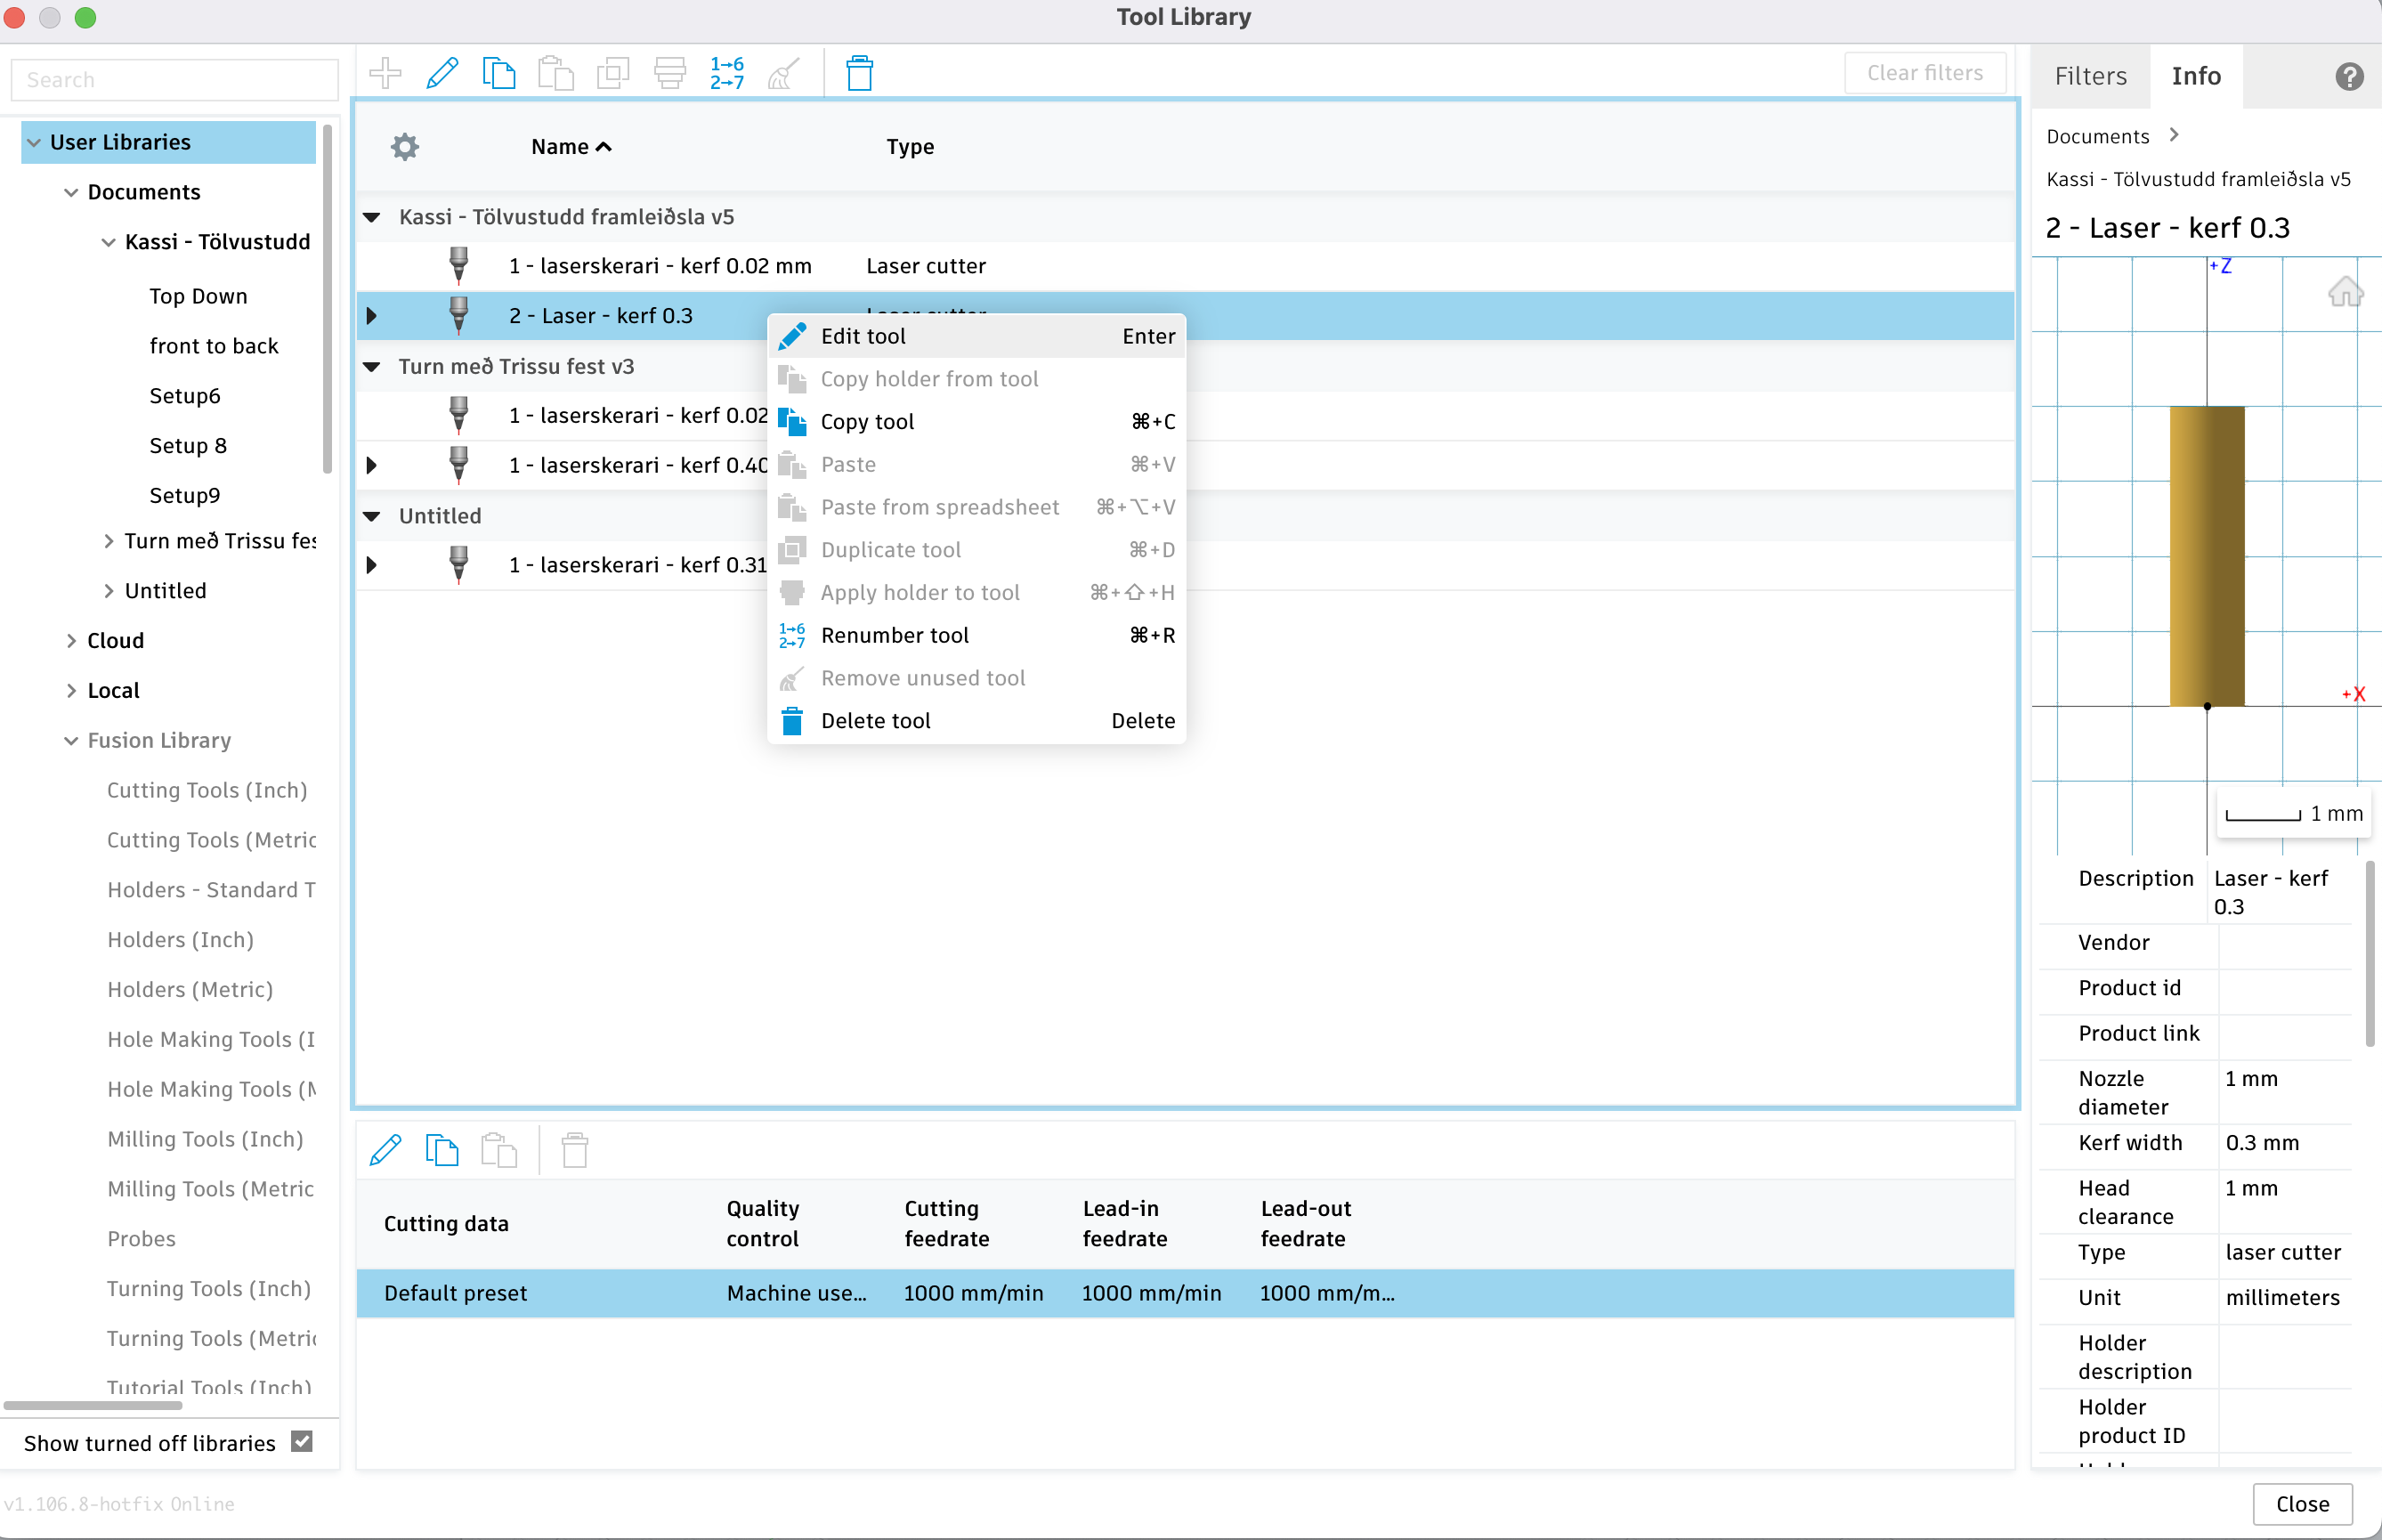 Tool Library
Search
Clear filters
Filters
Info
User Libraries
Documents
Kassi - Tölvustudd
Top Down
front to back
Setup6
Setup 8
Setup9
Turn með Trissu fes
Untitled
Cloud
Local
Fusion Library
Cutting Tools (Inch)
Cutting Tools (Metric
Holders - Standard T
Holders (Inch)
Holders (Metric)
Hole Making Tools (I
Hole Making Tools (M
Milling Tools (Inch)
Milling Tools (Metric
Probes
Turning Tools (Inch)
Turning Tools (Metric
Tutorial Tools (Inch)
Show turned off libraries
v1.106.8-hotfix Online
1→6
2→7
Name Type
Kassi - Tölvustudd framleiðsla v5
1 - laserskerari - kerf 0.02 mm Laser cutter
2 - Laser - kerf 0.3 Laser cutter
Turn með Trissu fest v3
1 - laserskerari - kerf 0.02
1 - laserskerari - kerf 0.40
Untitled
1 - laserskerari - kerf 0.31
Edit tool Enter
Copy holder from tool
Copy tool ⌘+C
Paste ⌘+V
Paste from spreadsheet ⌘+⌥+V
Duplicate tool ⌘+D
Apply holder to tool ⌘+⇧+H
1→6
2→7
Renumber tool ⌘+R
Remove unused tool
Delete tool Delete
Cutting data Quality control Cutting feedrate Lead-in feedrate Lead-out feedrate
Default preset Machine use... 1000 mm/min 1000 mm/min 1000 mm/m...
Documents
Kassi - Tölvustudd framleiðsla v5
2 - Laser - kerf 0.3
+Z
+X
1 mm
Description Laser - kerf 0.3
Vendor
Product id
Product link
Nozzle diameter 1 mm
Kerf width 0.3 mm
Head clearance 1 mm
Type laser cutter
Unit millimeters
Holder description
Holder product ID
Close